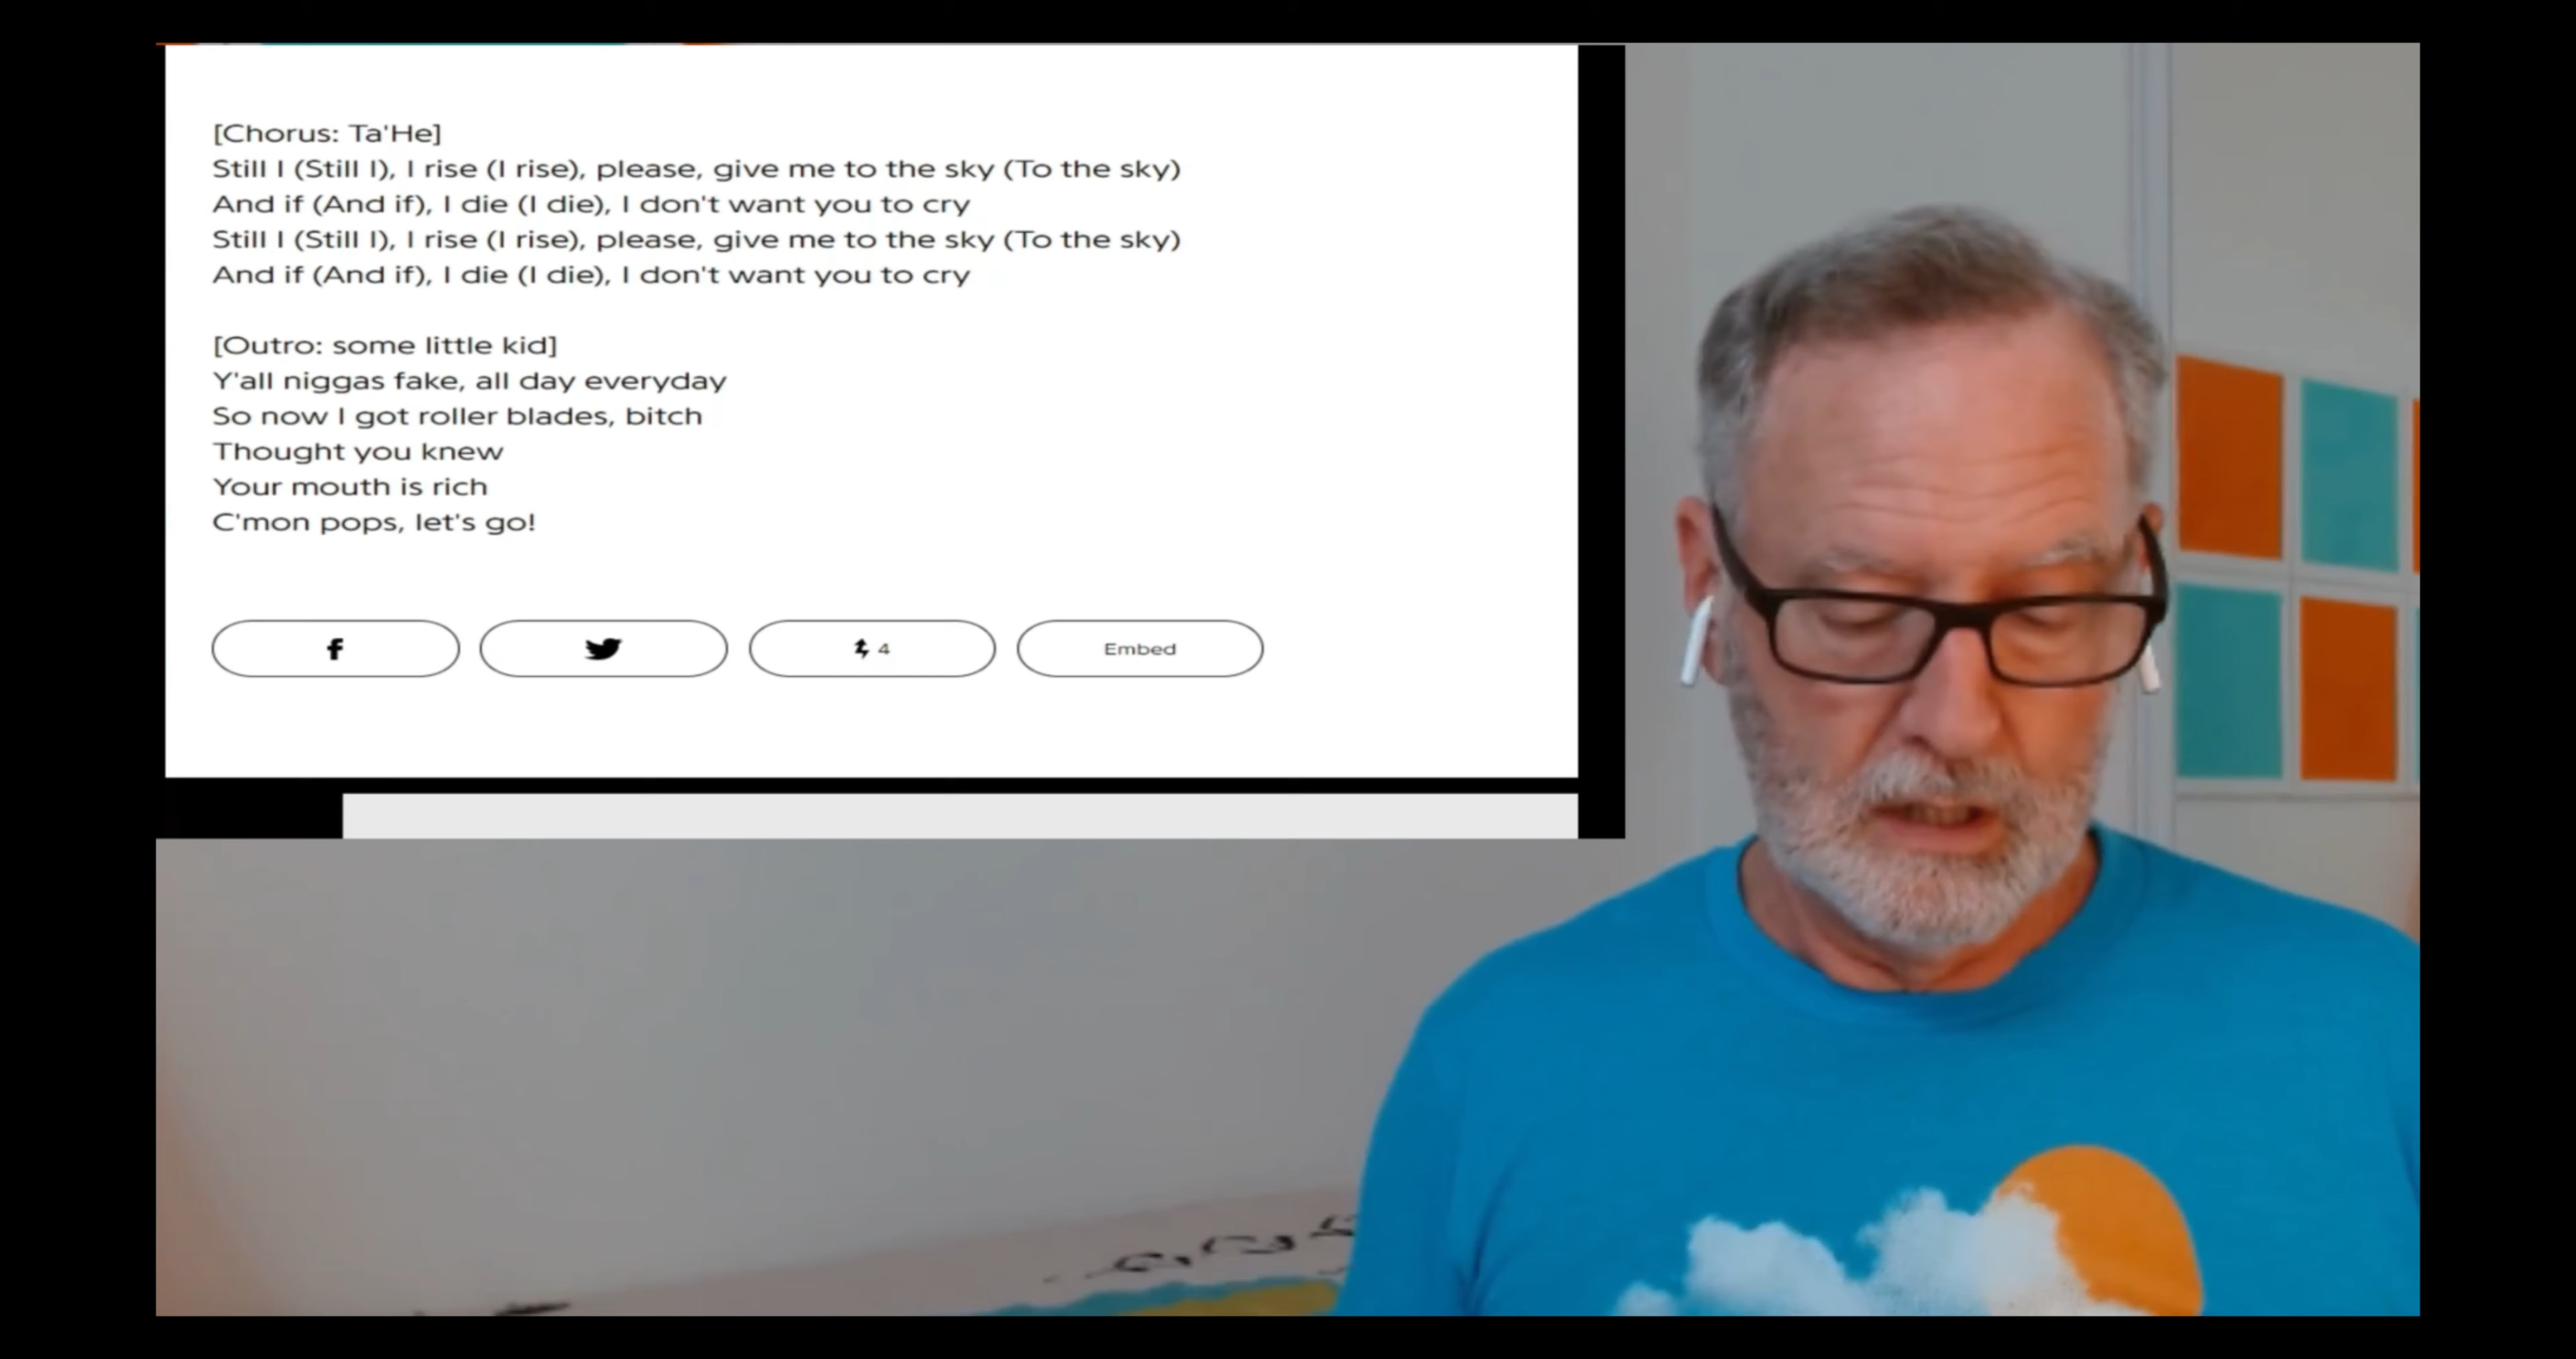 [Chorus: Ta'He]
Still I (Still I), I rise (I rise), please, give me to the sky (To the sky)
And if (And if), I die (I die), I don't want you to cry
Still I (Still I), I rise (I rise), please, give me to the sky (To the sky)
And if (And if), I die (I die), I don't want you to cry
[Outro: some little kid]
Y'all niggas fake, all day everyday
So now I got roller blades, bitch
Thought you knew
Your mouth is rich
C'mon pops, let's go!
4
Embed